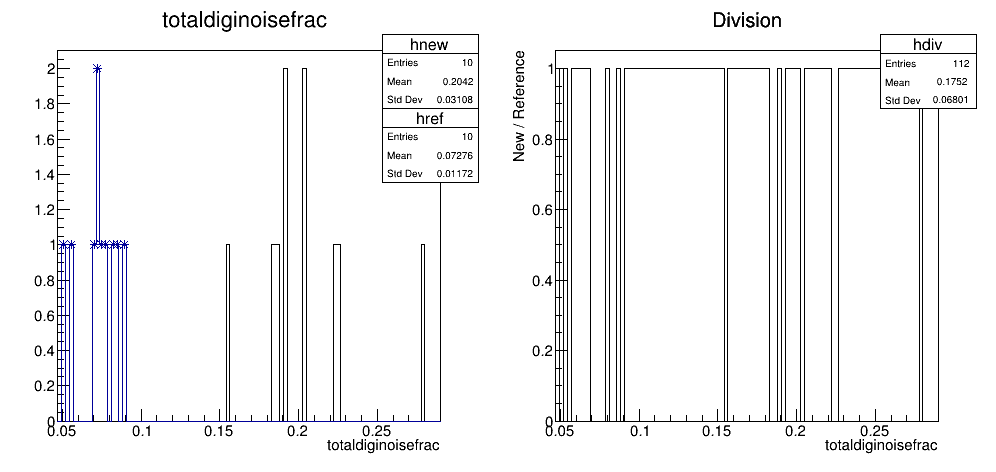 totaldiginoisefrac
hnew
Entries 10
Mean 0.2042
Std Dev 0.03108
href
Entries 10
Mean 0.07276
Std Dev 0.01172
2
1.8
1.6
1.4
1.2
1
0.8
0.6
0.4
0.2
0
0.05 0.1 0.15 0.2 0.25
totaldiginoisefrac
Division
hdiv
Entries 112
Mean 0.1752
Std Dev 0.06801
New / Reference
1
0.8
0.6
0.4
0.2
0
0.05 0.1 0.15 0.2 0.25
totaldiginoisefrac